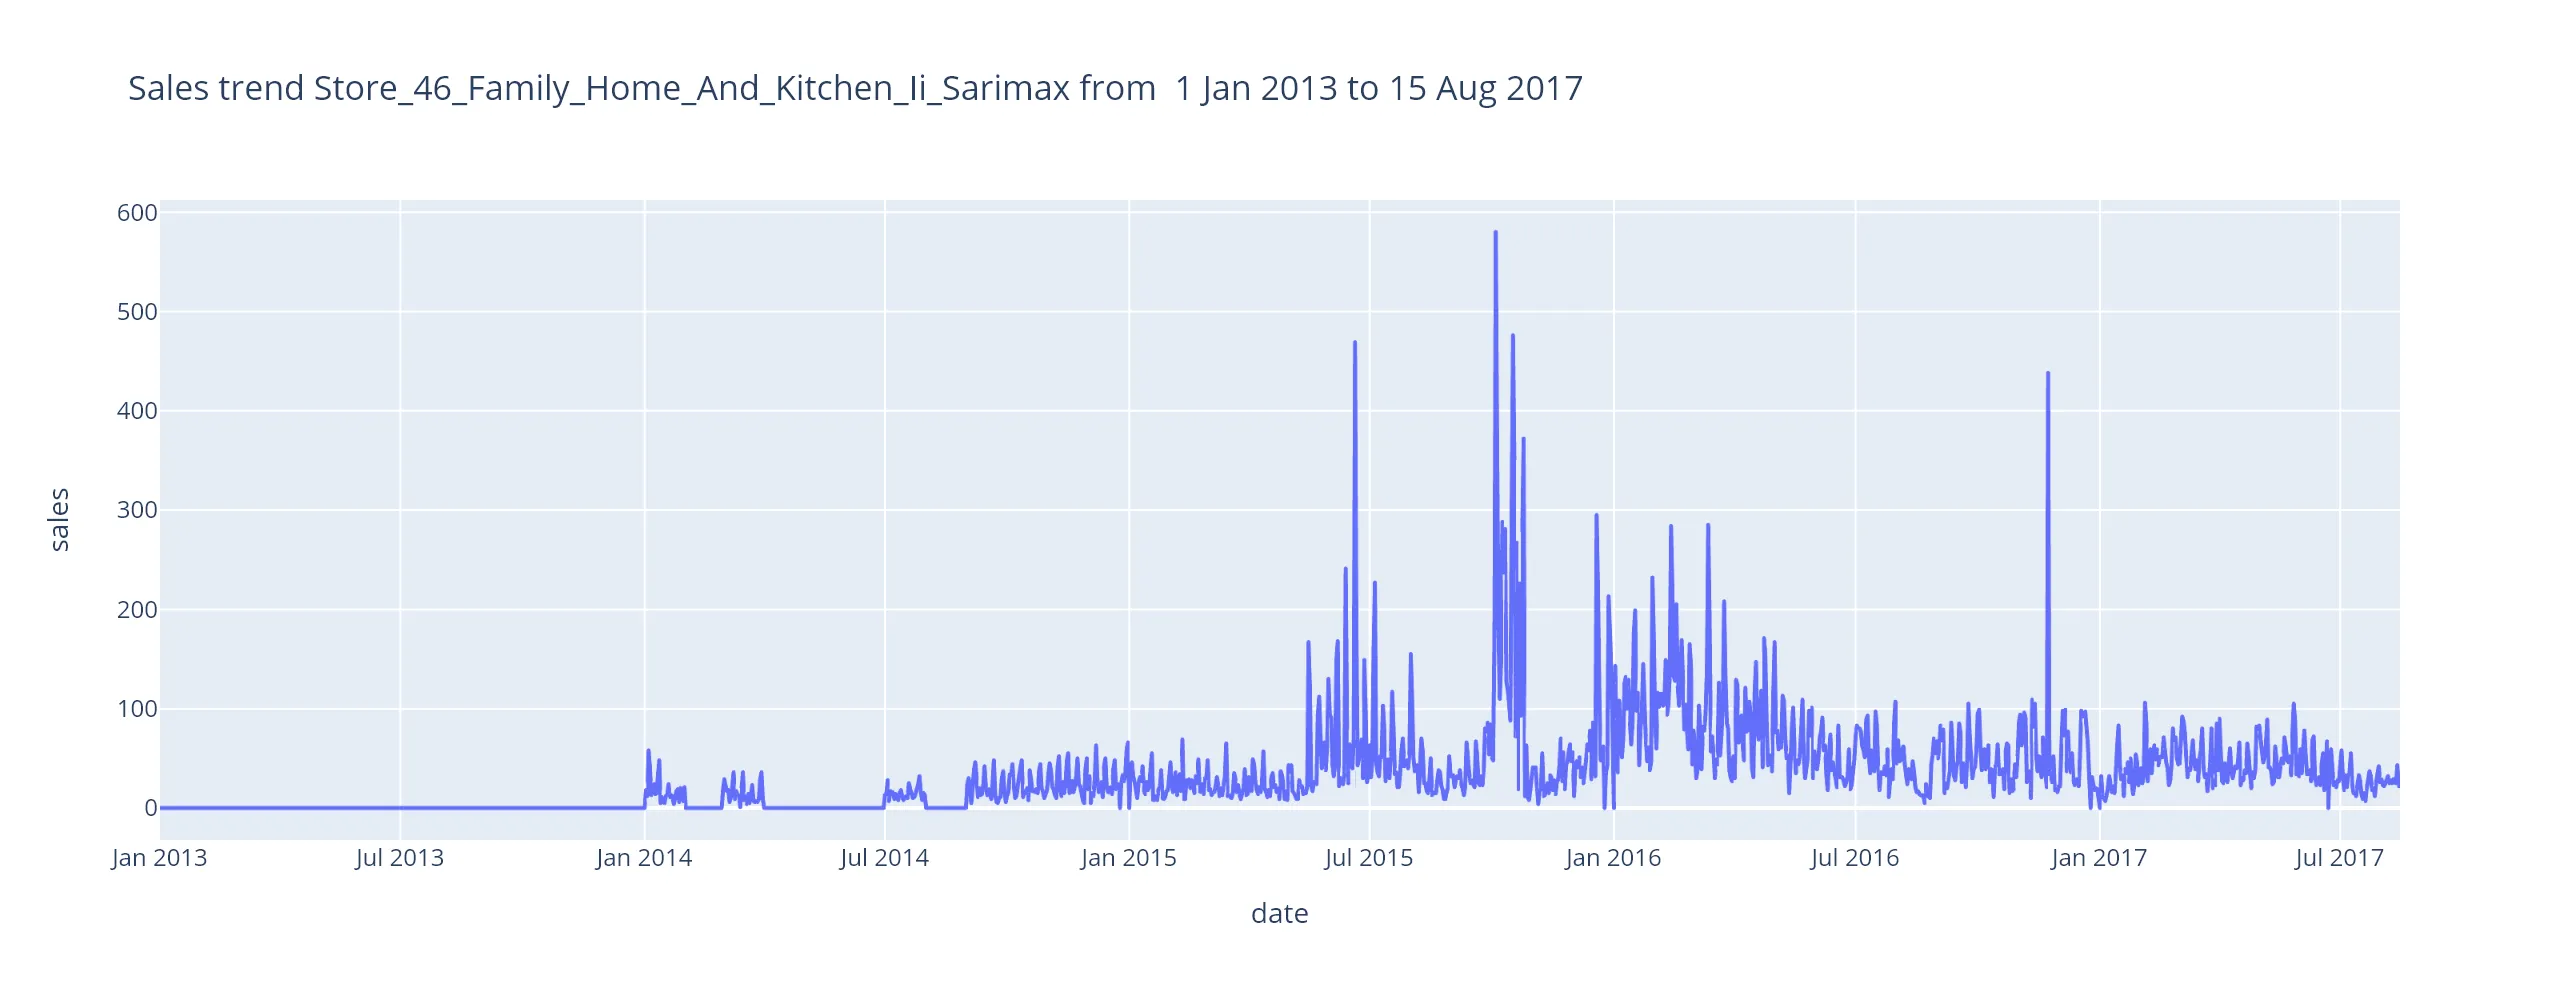 Sales trend Store_46_Family_Home_And_Kitchen_Ii_Sarimax from  1 Jan 2013 to 15 Aug 2017
600
500
400
300
200
100
0
sales
Jan 2013 Jul 2013 Jan 2014 Jul 2014 Jan 2015 Jul 2015 Jan 2016 Jul 2016 Jan 2017 Jul 2017
date